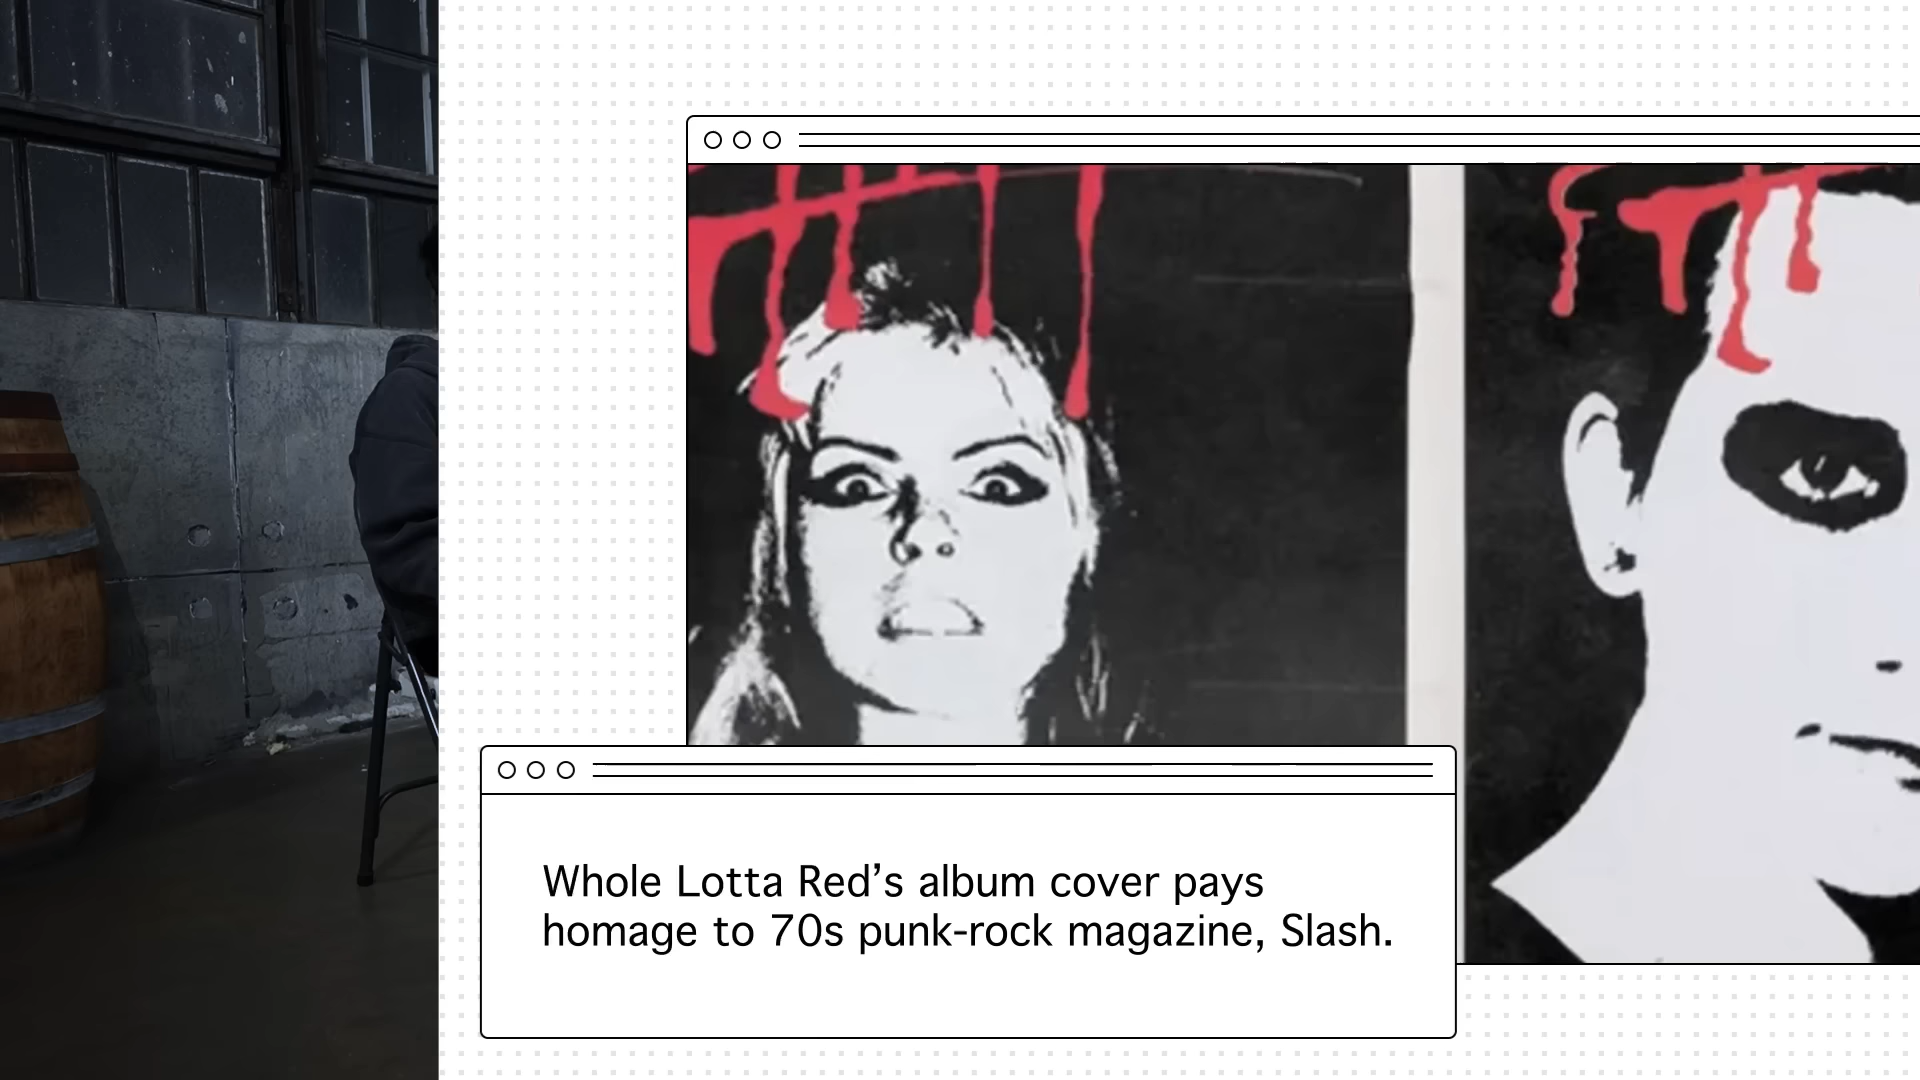 Whole Lotta Red’s album cover pays
homage to 70s punk-rock magazine, Slash.